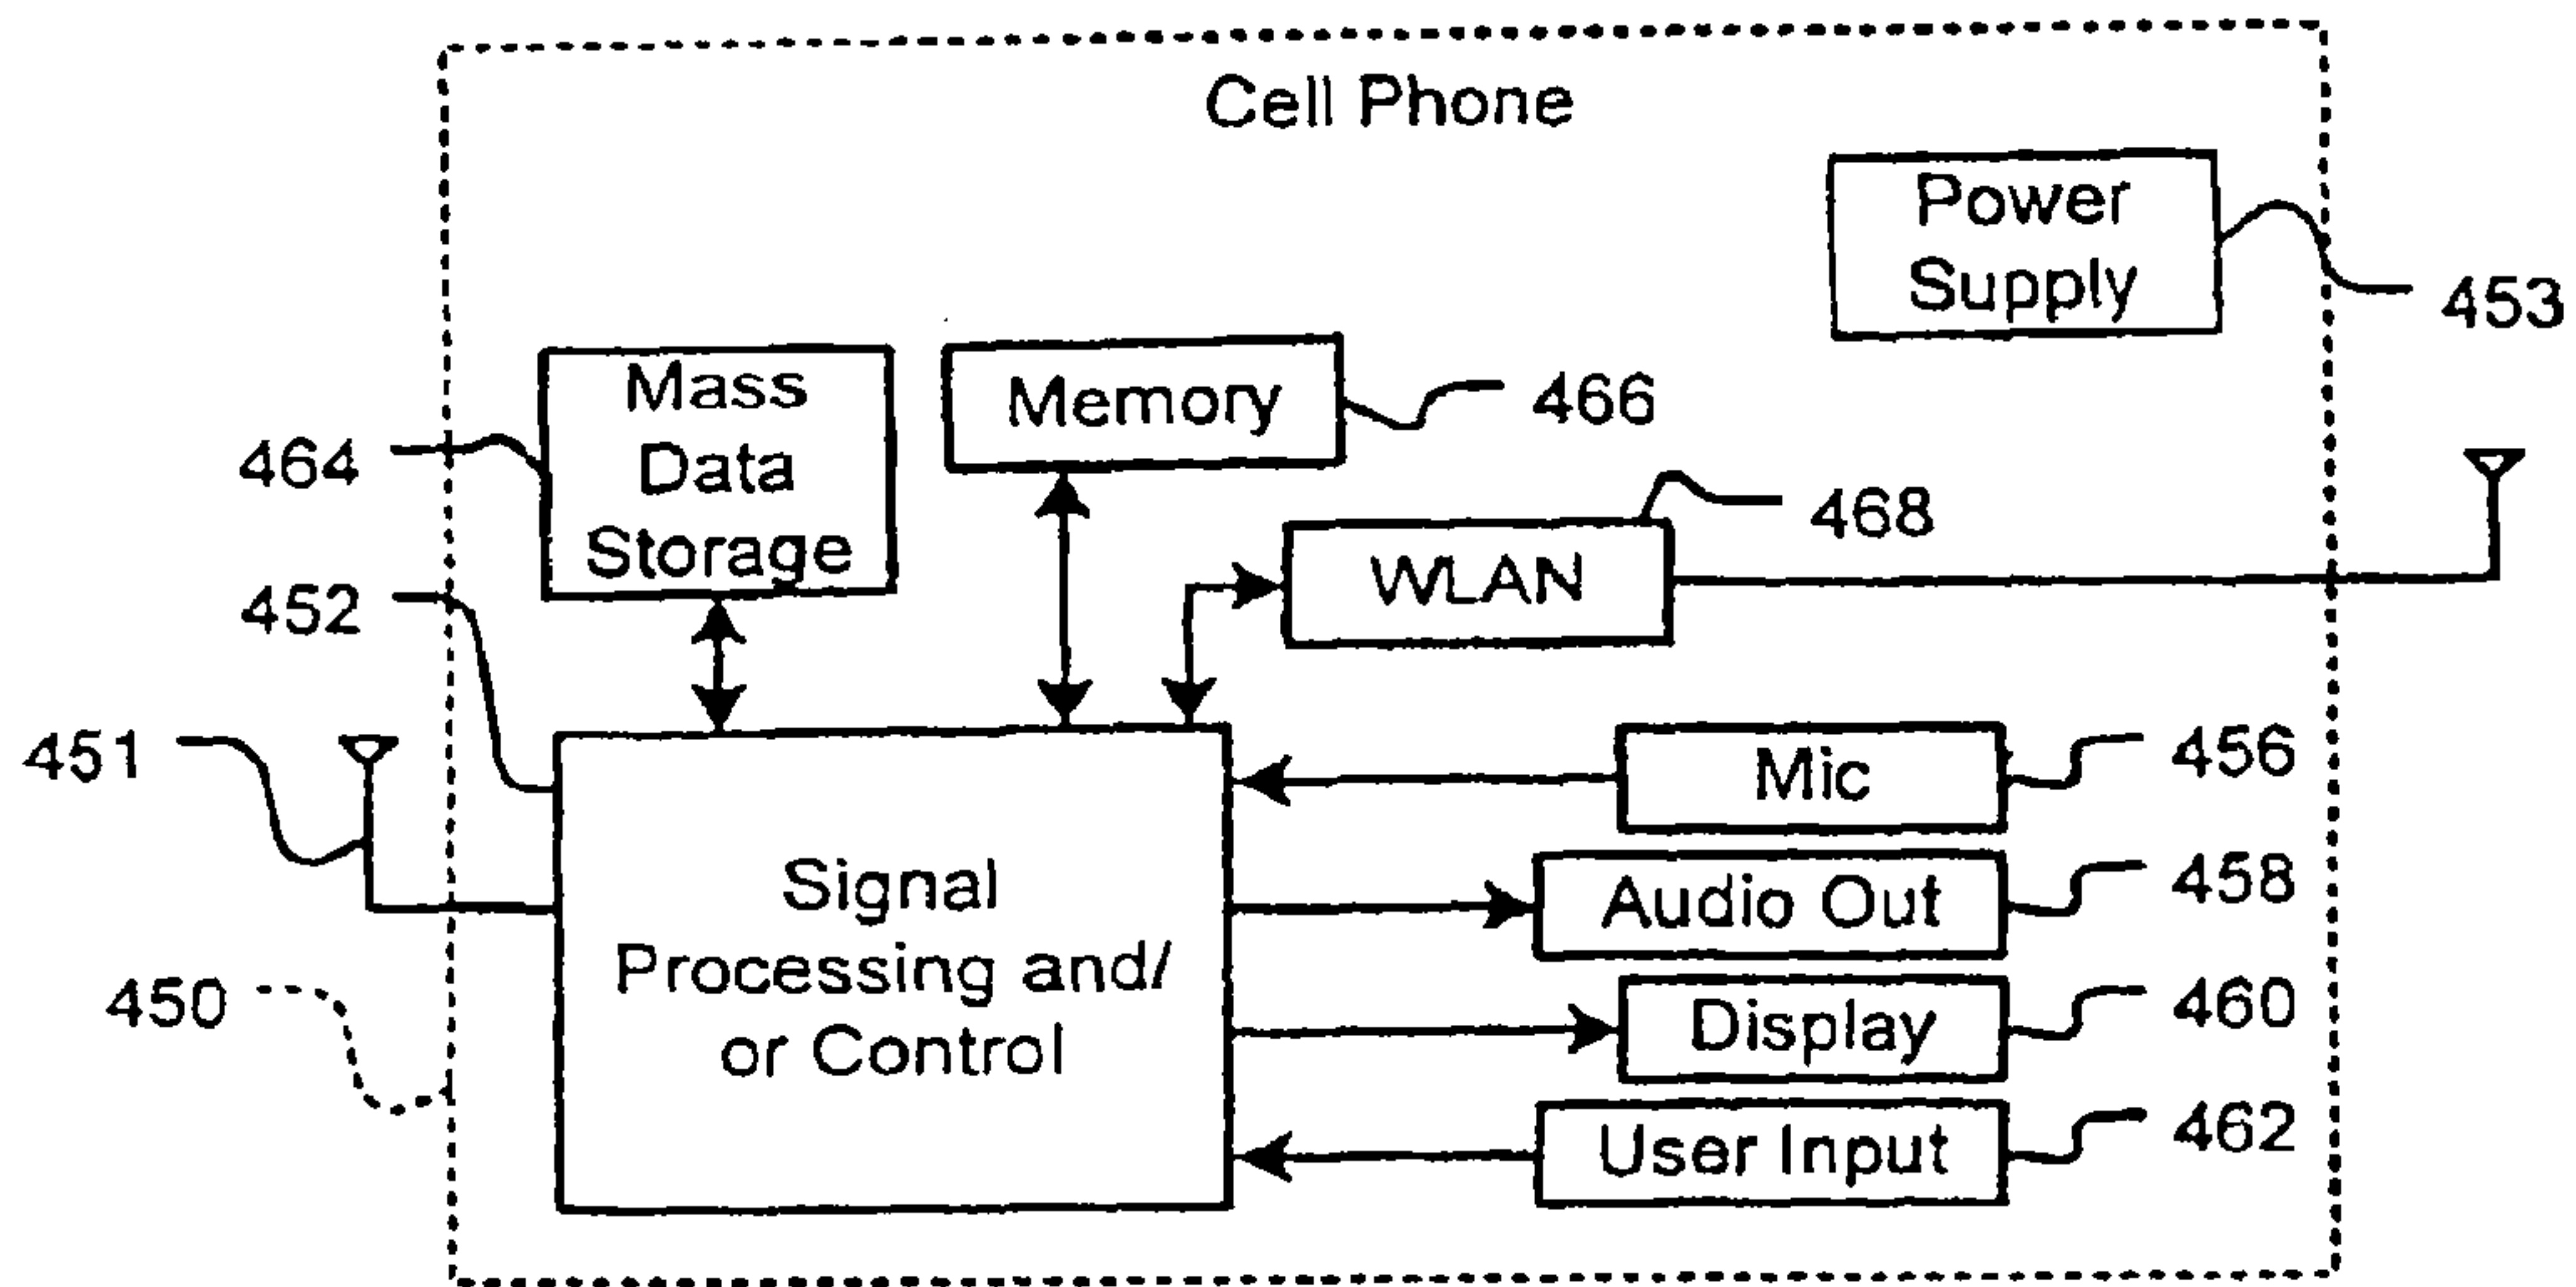 Cell Phone
Power
Supply
453
Mass
Data
Storage
464
Memory
466
468
WLAN
452
451
Signal
Processing and/
or Control
450
Mic
456
Audio Out
458
Display
460
User Input
462